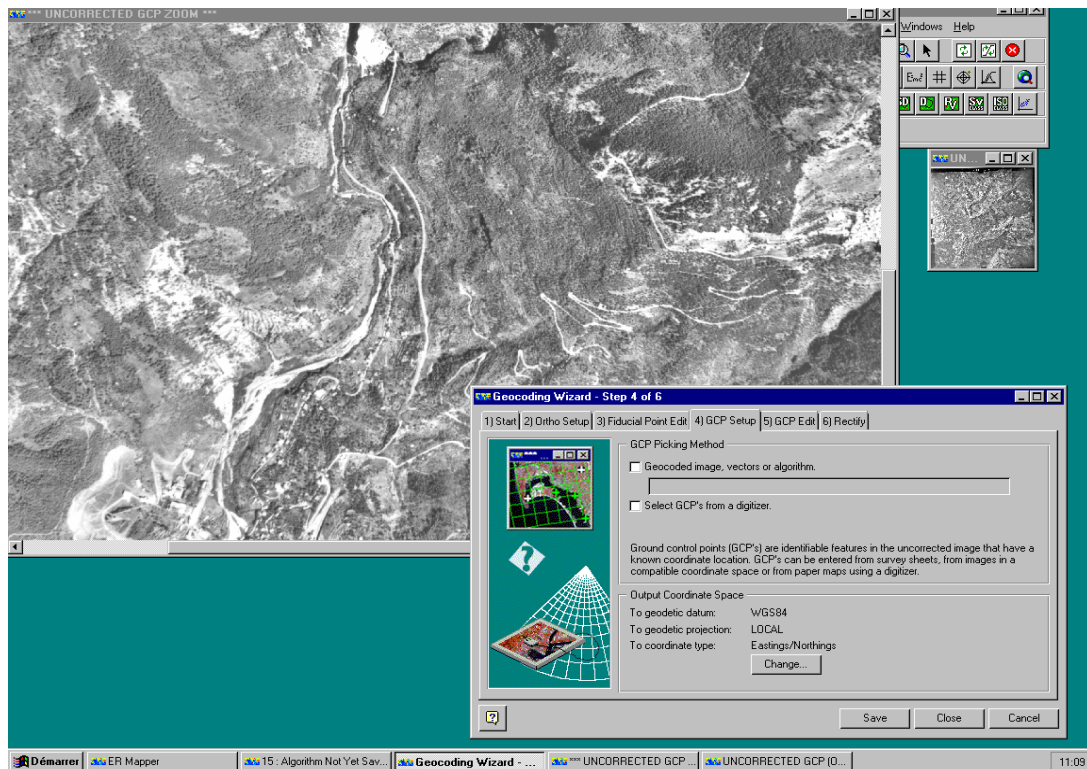 *** UNCORRECTED GCP ZOOM ***
Windows Help
UN...
Geocoding Wizard - Step 4 of 6
1) Start 2) Ortho Setup 3) Fiducial Point Edit 4) GCP Setup 5) GCP Edit 6) Rectify
GCP Picking Method
Geocoded image, vectors or algorithm.
Select GCP's from a digitizer.
Ground control points (GCP's) are identifiable features in the uncorrected image that have a
known coordinate location. GCP's can be entered from survey sheets, from images in a
compatible coordinate space or from paper maps using a digitizer.
Output Coordinate Space
To geodetic datum: WGS84
To geodetic projection: LOCAL
To coordinate type: Eastings/Northings
Change...
Save Close Cancel
Démarrer ER Mapper 15 : Algorithm Not Yet Sav... Geocoding Wizard - ... *** UNCORRECTED GCP ... UNCORRECTED GCP (O... 11:09